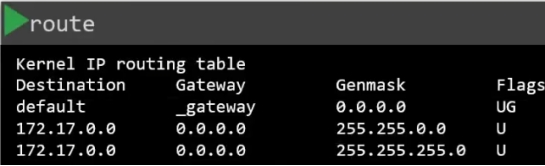 route
Kernel IP routing table
Destination Gateway Genmask Flags
default _gateway 0.0.0.0 UG
172.17.0.0 0.0.0.0 255.255.0.0 U
172.17.0.0 0.0.0.0 255.255.255.0 U